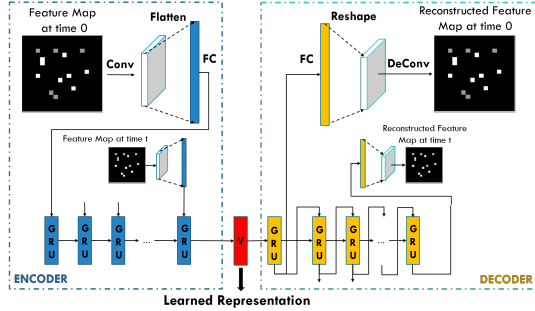 Feature Map
at time 0
Flatten
Conv
FC
Feature Map at time t
GRU
GRU
GRU
...
GRU
ENCODER
V
Learned Representation
Reshape
Reconstructed Feature
Map at time 0
FC
DeConv
Reconstructed Feature
Map at time t
GRU
GRU
GRU
...
GRU
DECODER